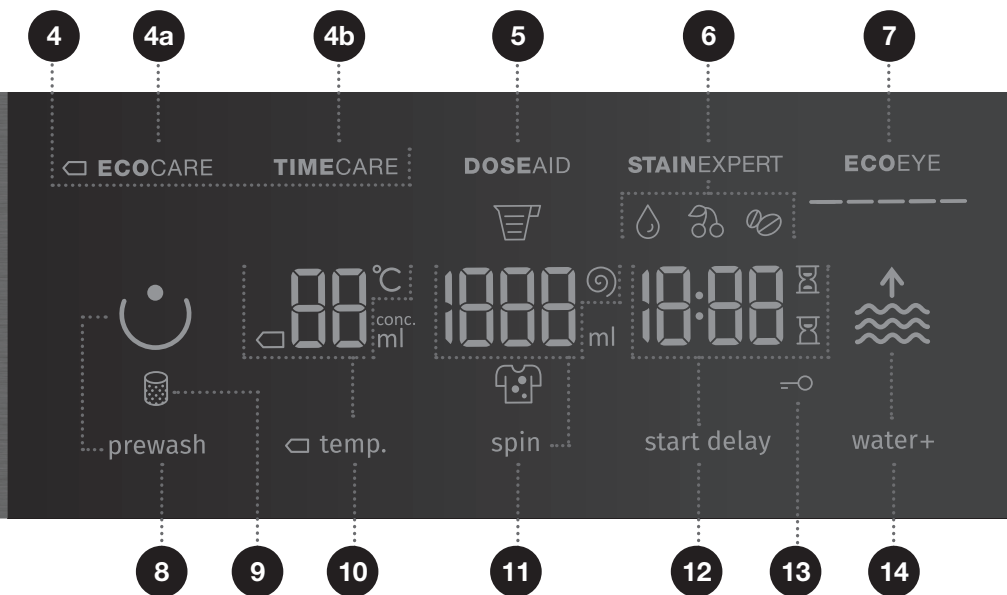 4 4a 4b 5 6 7
ECOCARE TIMECARE DOSEAID STAINEXPERT ECOEYE
88 °C 1888 18:88
conc.
ml ml
prewash temp. spin start delay water+
8 9 10 11 12 13 14